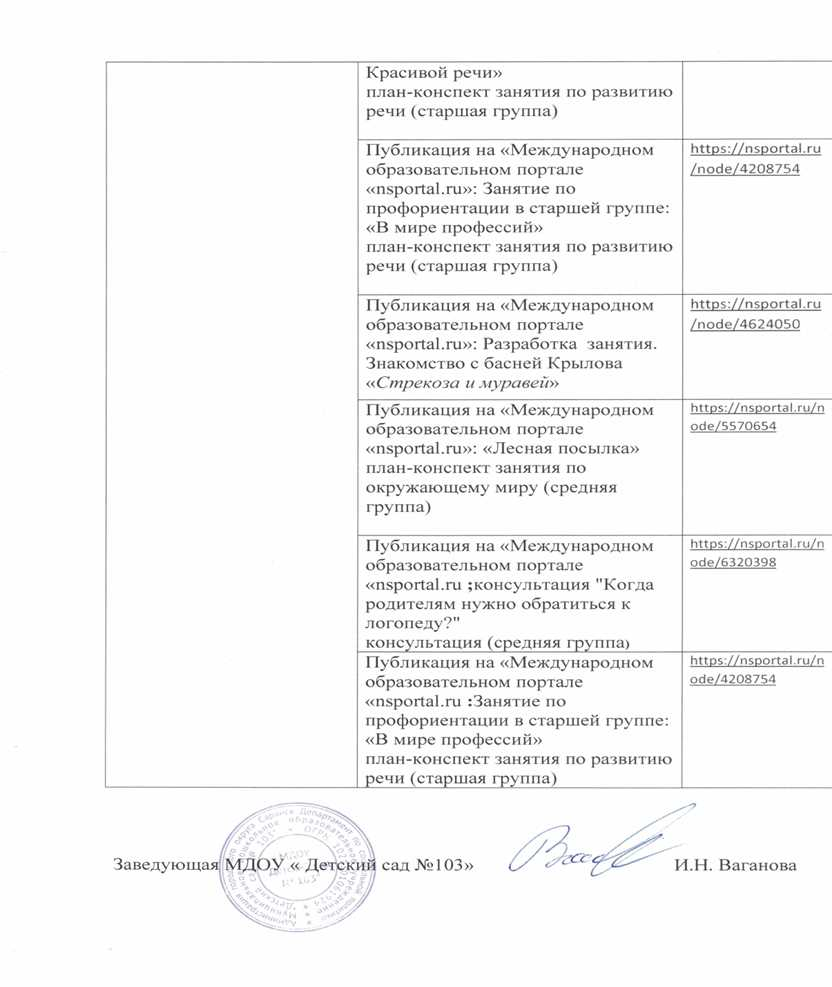 Красивой речи»
план-конспект занятия по развитию
речи (старшая группа)
Публикация на «Международном
образовательном портале
«nsportal.ru»: Занятие по
профориентации в старшей группе:
«В мире профессий»
план-конспект занятия по развитию
речи (старшая группа)
https://nsportal.ru
/node/4208754
Публикация на «Международном
образовательном портале
«nsportal.ru»: Разработка  занятия.
Знакомство с басней Крылова
«Стрекоза и муравей»
https://nsportal.ru
/node/4624050
Публикация на «Международном
образовательном портале
«nsportal.ru»: «Лесная посылка»
план-конспект занятия по
окружающему миру (средняя
группа)
https://nsportal.ru/n
ode/5570654
Публикация на «Международном
образовательном портале
«nsportal.ru ;консультация "Когда
родителям нужно обратиться к
логопеду?"
консультация (средняя группа)
https://nsportal.ru/n
ode/6320398
Публикация на «Международном
образовательном портале
«nsportal.ru :Занятие по
профориентации в старшей группе:
«В мире профессий»
план-конспект занятия по развитию
речи (старшая группа)
https://nsportal.ru/n
ode/4208754
Заведующая МДОУ « Детский сад №103»
И.Н. Ваганова